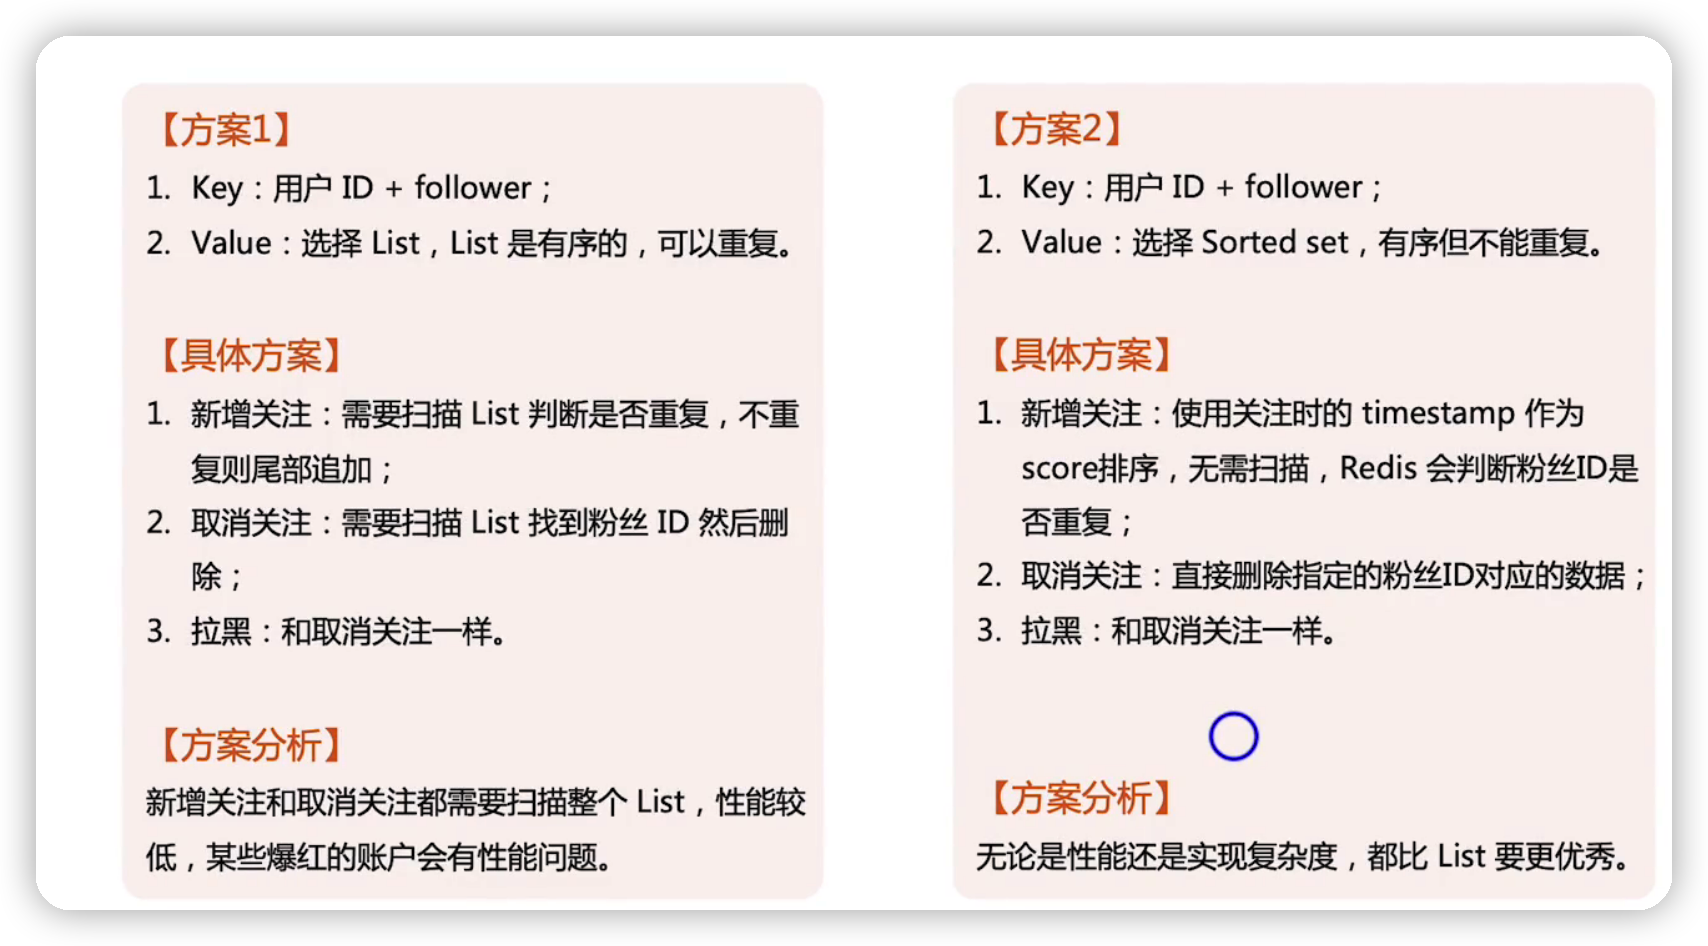 【方案1】
1. Key：用户 ID + follower；
2. Value：选择 List，List 是有序的，可以重复。
【具体方案】
1. 新增关注：需要扫描 List 判断是否重复，不重
复则尾部追加；
2. 取消关注：需要扫描 List 找到粉丝 ID 然后删
除；
3. 拉黑：和取消关注一样。
【方案分析】
新增关注和取消关注都需要扫描整个 List，性能较
低，某些爆红的账户会有性能问题。
【方案2】
1. Key：用户 ID + follower；
2. Value：选择 Sorted set，有序但不能重复。
【具体方案】
1. 新增关注：使用关注时的 timestamp 作为
score排序，无需扫描，Redis 会判断粉丝ID是
否重复；
2. 取消关注：直接删除指定的粉丝ID对应的数据；
3. 拉黑：和取消关注一样。
【方案分析】
无论是性能还是实现复杂度，都比 List 要更优秀。